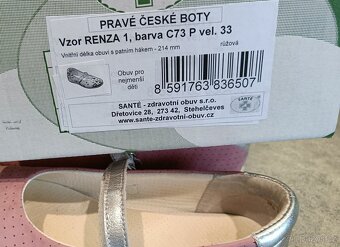 PRAVÉ ČESKÉ BOTY
Vzor RENZA 1, barva C73 P vel. 33
Vnitřní délka obuvi s patním hákem - 214 mm
růžová
Obuv pro
nejmenší
děti
8 591763 836507
SANTÉ - zdravotní obuv s.r.o.
Dřetovice 28, 273 42, Stehelčeves
www.sante-zdravotni-obuv.cz
SANTÉ